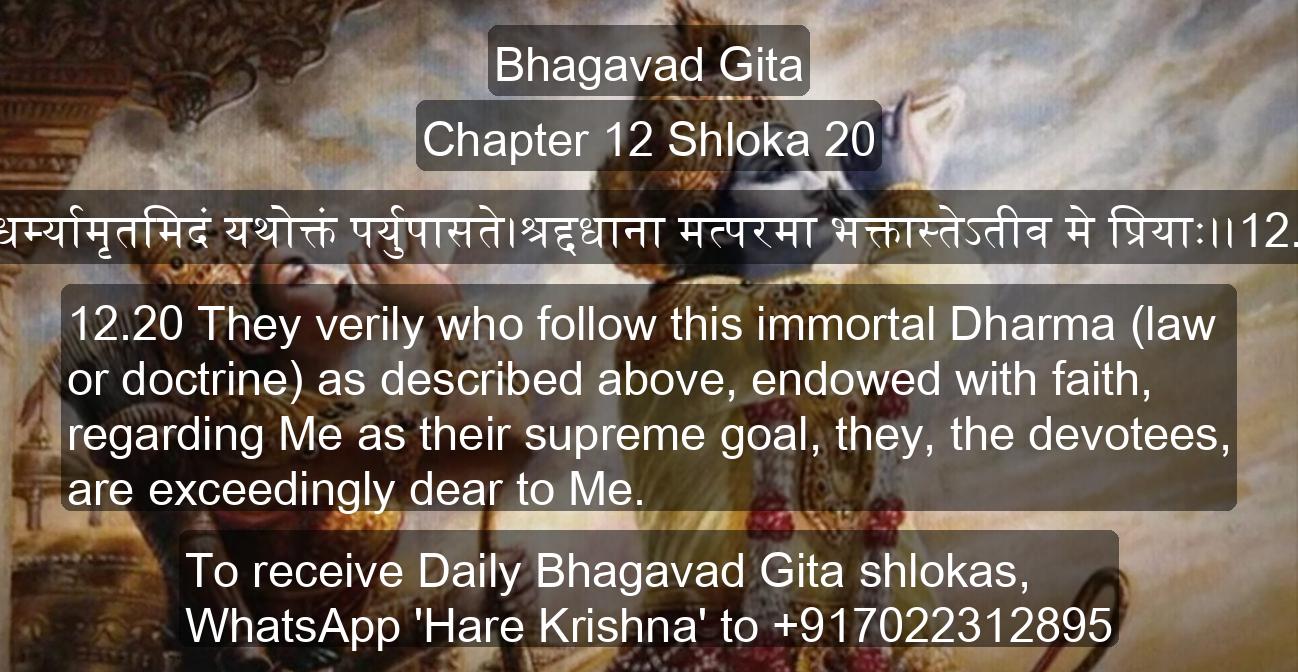 Bhagavad Gita
Chapter 12 Shloka 20
धर्म्यामृतमिदं यथोक्तं पर्युपासते।श्रद्दधाना मत्परमा भक्तास्तेऽतीव मे प्रियाः।।12.
12.20 They verily who follow this immortal Dharma (law
or doctrine) as described above, endowed with faith,
regarding Me as their supreme goal, they, the devotees,
are exceedingly dear to Me.
To receive Daily Bhagavad Gita shlokas,
WhatsApp 'Hare Krishna' to +917022312895